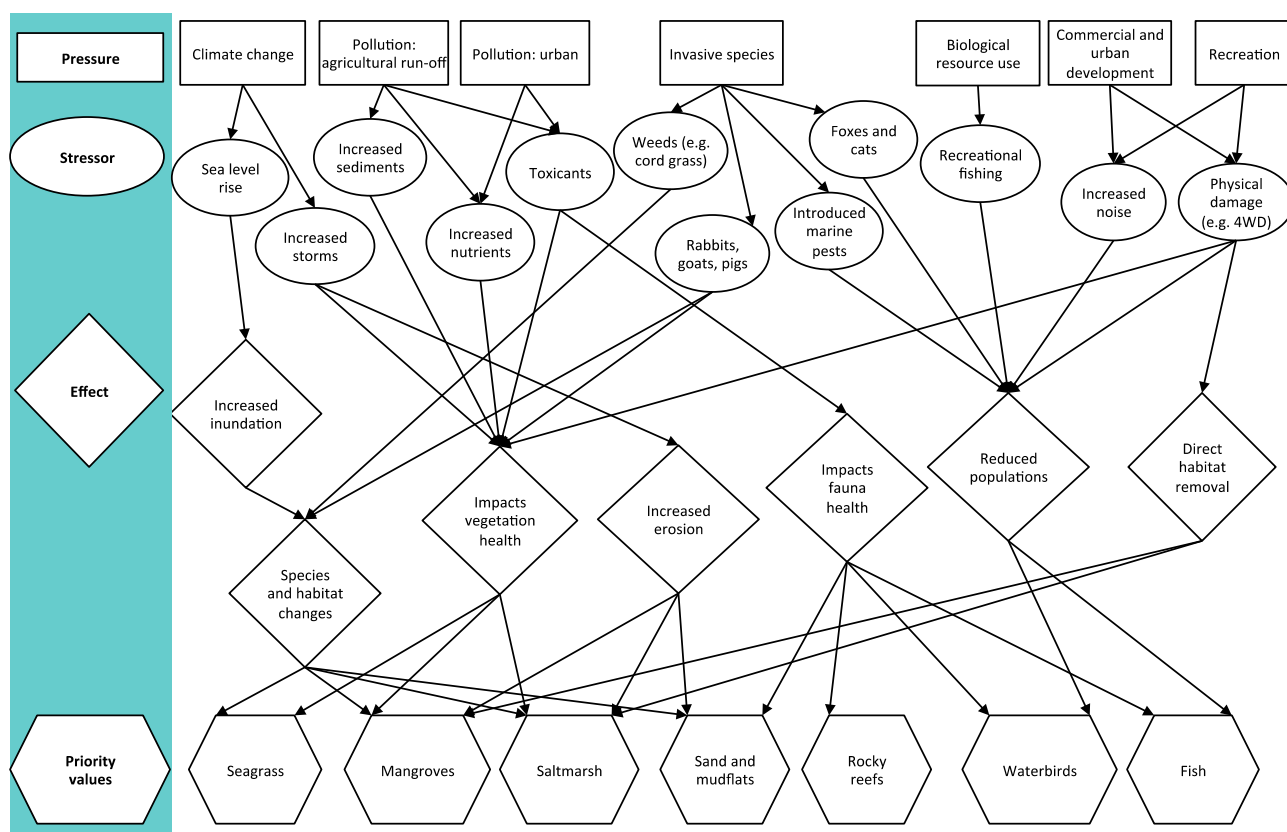 Pressure
Climate change
Pollution:
agricultural run-off
Pollution: urban
Invasive species
Biological
resource use
Commercial and
urban
development
Recreation
Stressor
Sea level
rise
Increased
storms
Increased
sediments
Increased
nutrients
Toxicants
Weeds (e.g.
cord grass)
Rabbits,
goats, pigs
Introduced
marine
pests
Foxes and
cats
Recreational
fishing
Increased
noise
Physical
damage
(e.g. 4WD)
Effect
Increased
inundation
Species
and habitat
changes
Impacts
vegetation
health
Increased
erosion
Impacts
fauna
health
Reduced
populations
Direct
habitat
removal
Priority
values
Seagrass
Mangroves
Saltmarsh
Sand and
mudflats
Rocky
reefs
Waterbirds
Fish